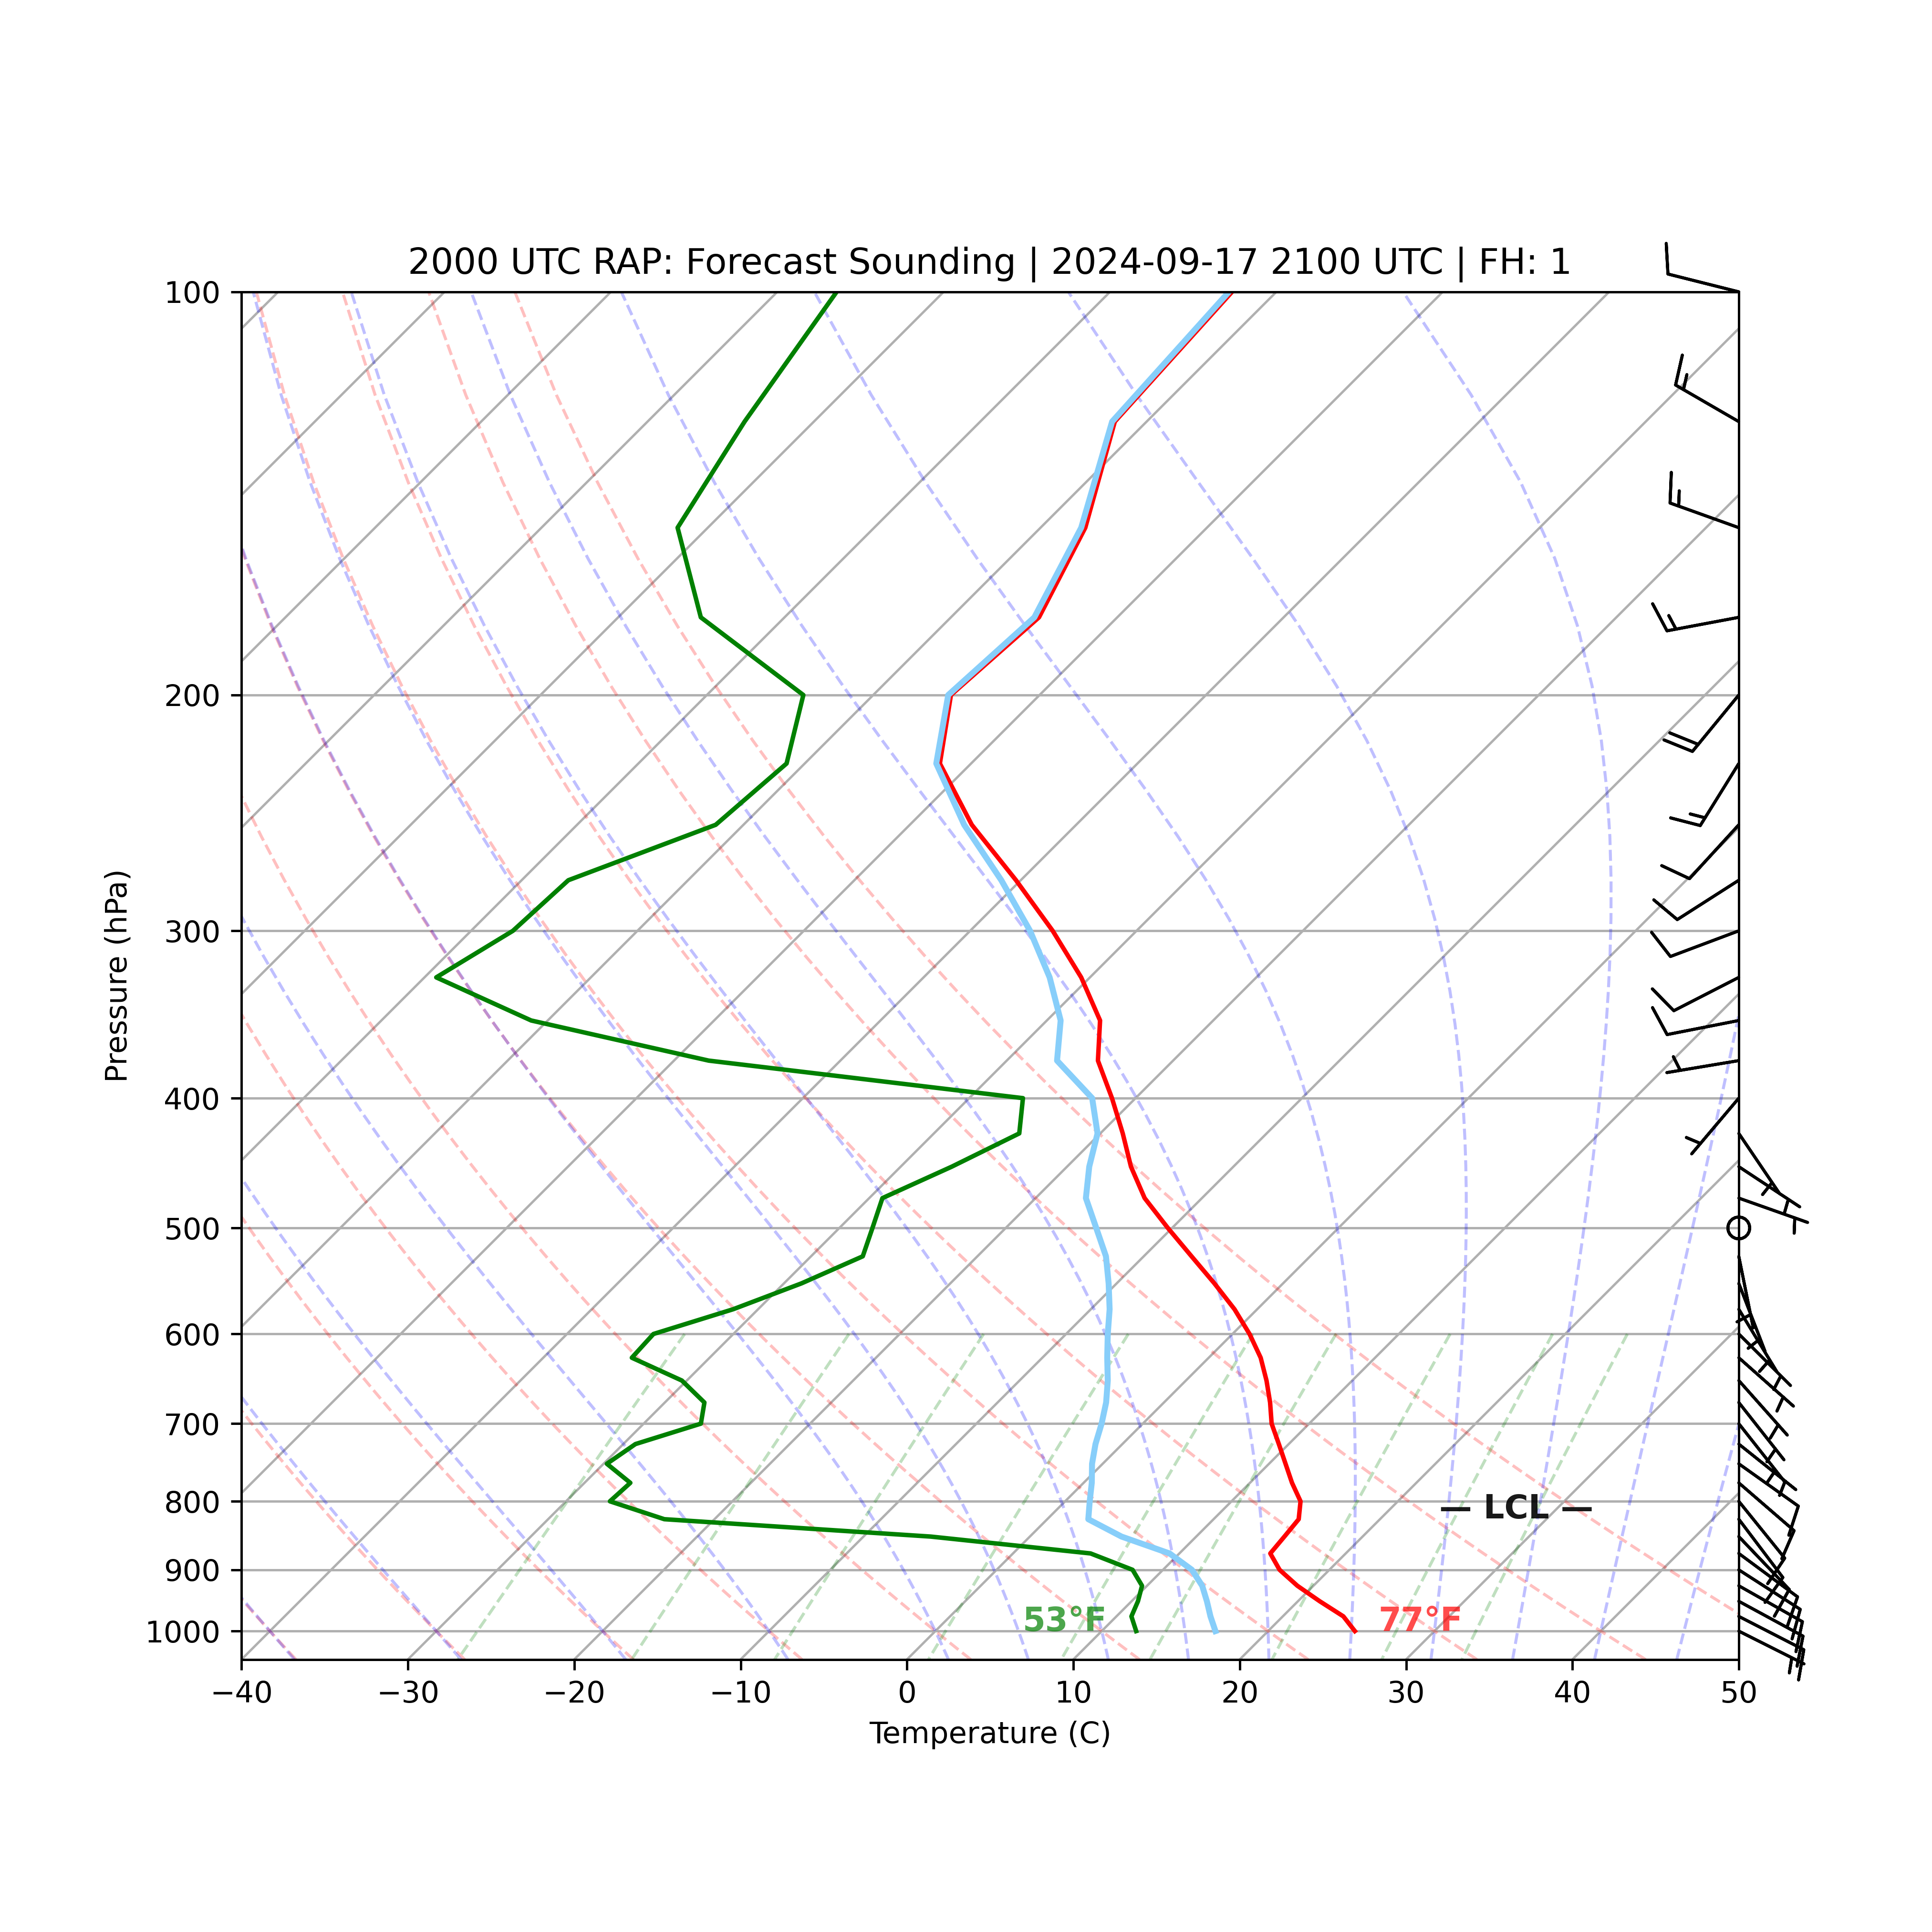 2000 UTC RAP: Forecast Sounding | 2024-09-17 2100 UTC | FH: 1
100
200
300
400
500
600
700
800
900
1000
Pressure (hPa)
— LCL —
53°F
77°F
−40 −30 −20 −10 0 10 20 30 40 50
Temperature (C)